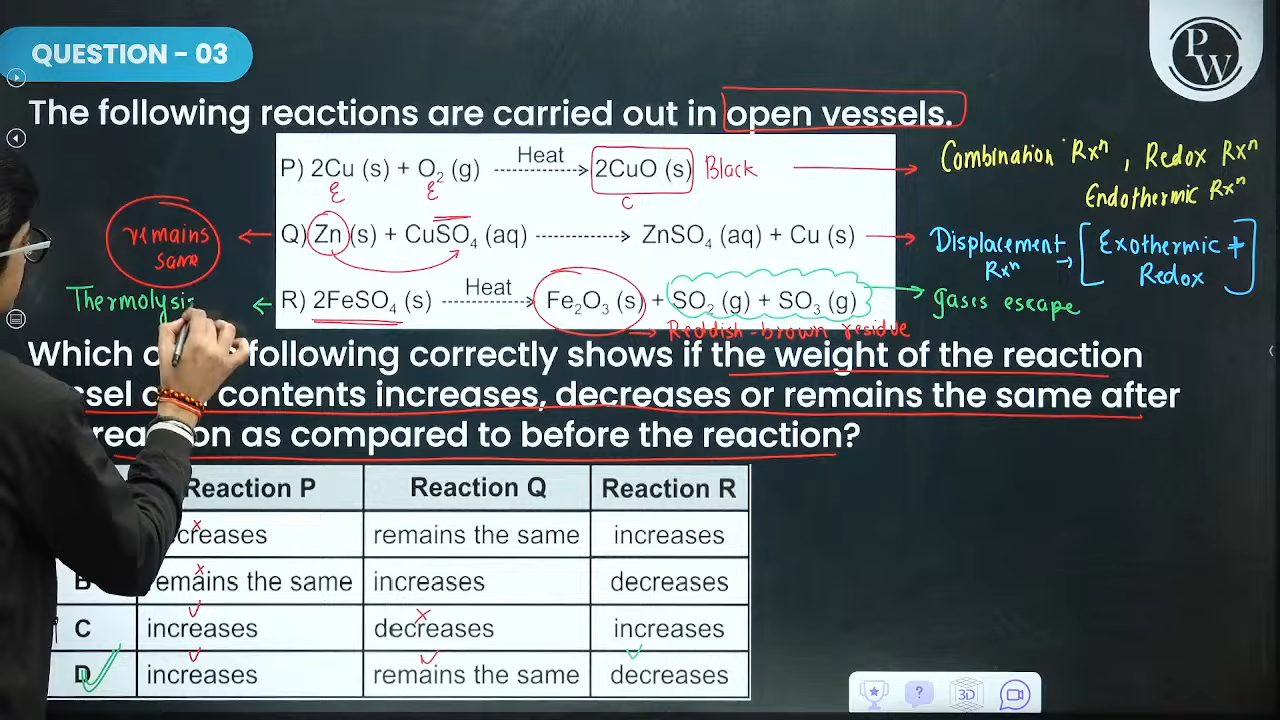 QUESTION - 03
PW
The following reactions are carried out in open vessels.
P) 2Cu (s) + O₂ (g) Heat 2CuO (s) Black
Combination Rxⁿ, Redox Rxⁿ
Endothermic Rxⁿ
ε ε c
remains same
Q) Zn (s) + CuSO₄ (aq) ZnSO₄ (aq) + Cu (s)
Displacement Rxⁿ → [Exothermic + Redox]
Thermolysis
R) 2FeSO₄ (s) Heat Fe₂O₃ (s) + SO₂ (g) + SO₃ (g)
gases escape
Reddish-brown residue
Which following correctly shows if the weight of the reaction
contents increases, decreases or remains the same after
as compared to before the reaction?
Reaction P Reaction Q Reaction R
remains the same increases
B remains the same increases decreases
C increases decreases increases
D increases remains the same decreases
3D